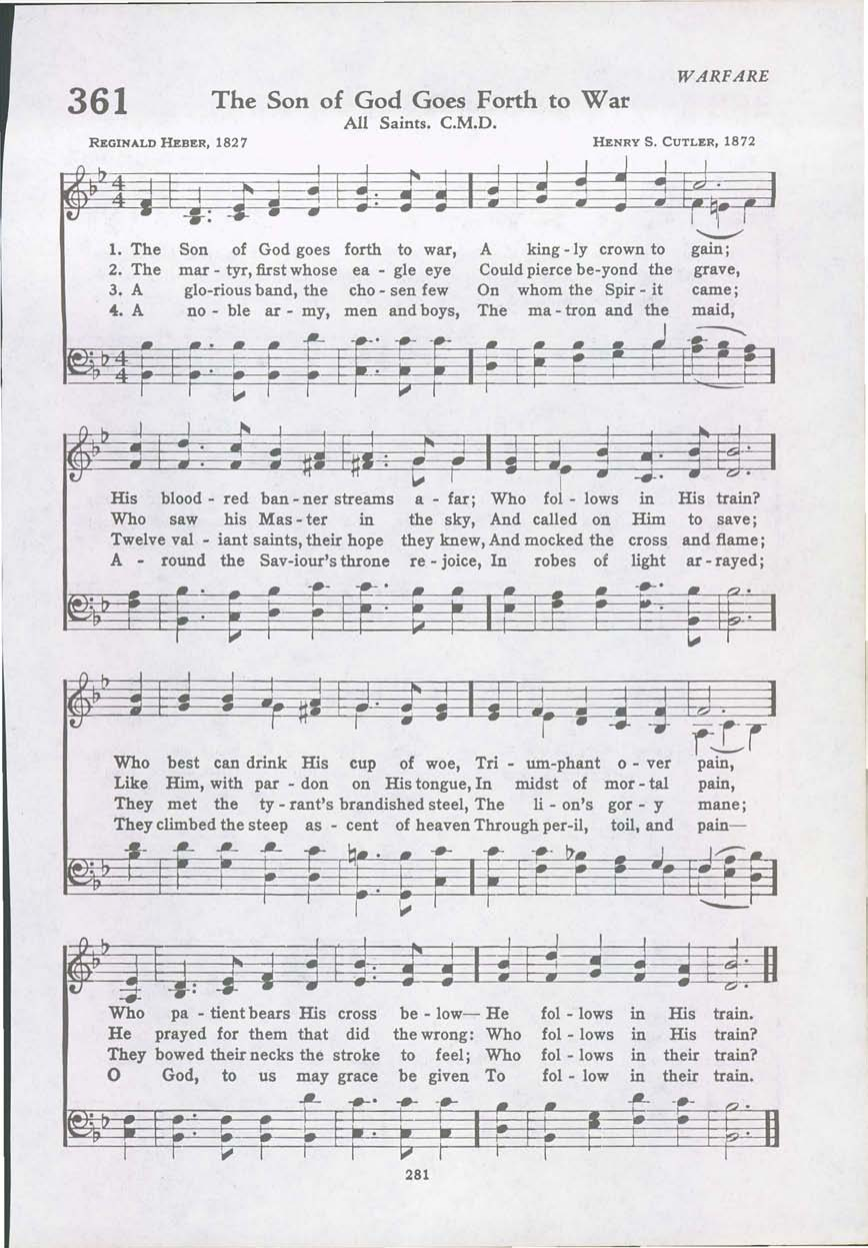 WARFARE
361 The Son of God Goes Forth to War
All Saints. C.M.D.
REGINALD HEBER, 1827 HENRY S. CUTLER, 1872
4
4
1. The Son of God goes forth to war, A king - ly crown to gain;
2. The mar - tyr, first whose ea - gle eye Could pierce be-yond the grave,
3. A glo-rious band, the cho - sen few On whom the Spir - it came;
4. A no - ble ar - my, men and boys, The ma - tron and the maid,
4
4
His blood - red ban - ner streams a - far; Who fol - lows in His train?
Who saw his Mas - ter in the sky, And called on Him to save;
Twelve val - iant saints, their hope they knew, And mocked the cross and flame;
A - round the Sav-iour's throne re - joice, In robes of light ar - rayed;
Who best can drink His cup of woe, Tri - um-phant o - ver pain,
Like Him, with par - don on His tongue, In midst of mor - tal pain,
They met the ty - rant's brandished steel, The li - on's gor - y mane;
They climbed the steep as - cent of heaven Through per-il, toil, and pain—
Who pa - tient bears His cross be - low— He fol - lows in His train.
He prayed for them that did the wrong: Who fol - lows in His train?
They bowed their necks the stroke to feel; Who fol - lows in their train?
O God, to us may grace be given To fol - low in their train.
281